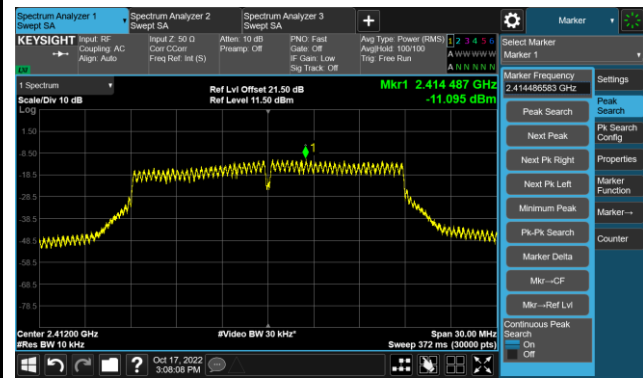 Spectrum Analyzer 1
Swept SA
Spectrum Analyzer 2
Swept SA
Spectrum Analyzer 3
Swept SA
+
Marker
KEYSIGHT
Input: RF
Coupling: AC
Align: Auto
Input Z: 50 Ω
Corr CCorr
Freq Ref: Int (S)
Atten: 10 dB
Preamp: Off
PNO: Fast
Gate: Off
IF Gain: Low
Sig Track: Off
Avg Type: Power (RMS)
Avg|Hold: 100/100
Trig: Free Run
1 2 3 4 5 6
A W W W W W
A N N N N N
LXI
Select Marker
Marker 1
1 Spectrum
Scale/Div 10 dB
Log
Ref Lvl Offset 21.50 dB
Ref Level 11.50 dBm
Mkr1 2.414 487 GHz
-11.095 dBm
1.50
-8.50
-18.5
-28.5
-38.5
-48.5
-58.5
-68.5
-78.5
1
Center 2.41200 GHz
#Res BW 10 kHz
#Video BW 30 kHz*
Span 30.00 MHz
Sweep 372 ms (30000 pts)
Marker Frequency
2.414486583 GHz
Peak Search
Next Peak
Next Pk Right
Next Pk Left
Minimum Peak
Pk-Pk Search
Marker Delta
Mkr→CF
Mkr→Ref Lvl
Continuous Peak
Search
On
Off
Settings
Peak
Search
Pk Search
Config
Properties
Marker
Function
Marker→
Counter
?
Oct 17, 2022
3:08:08 PM